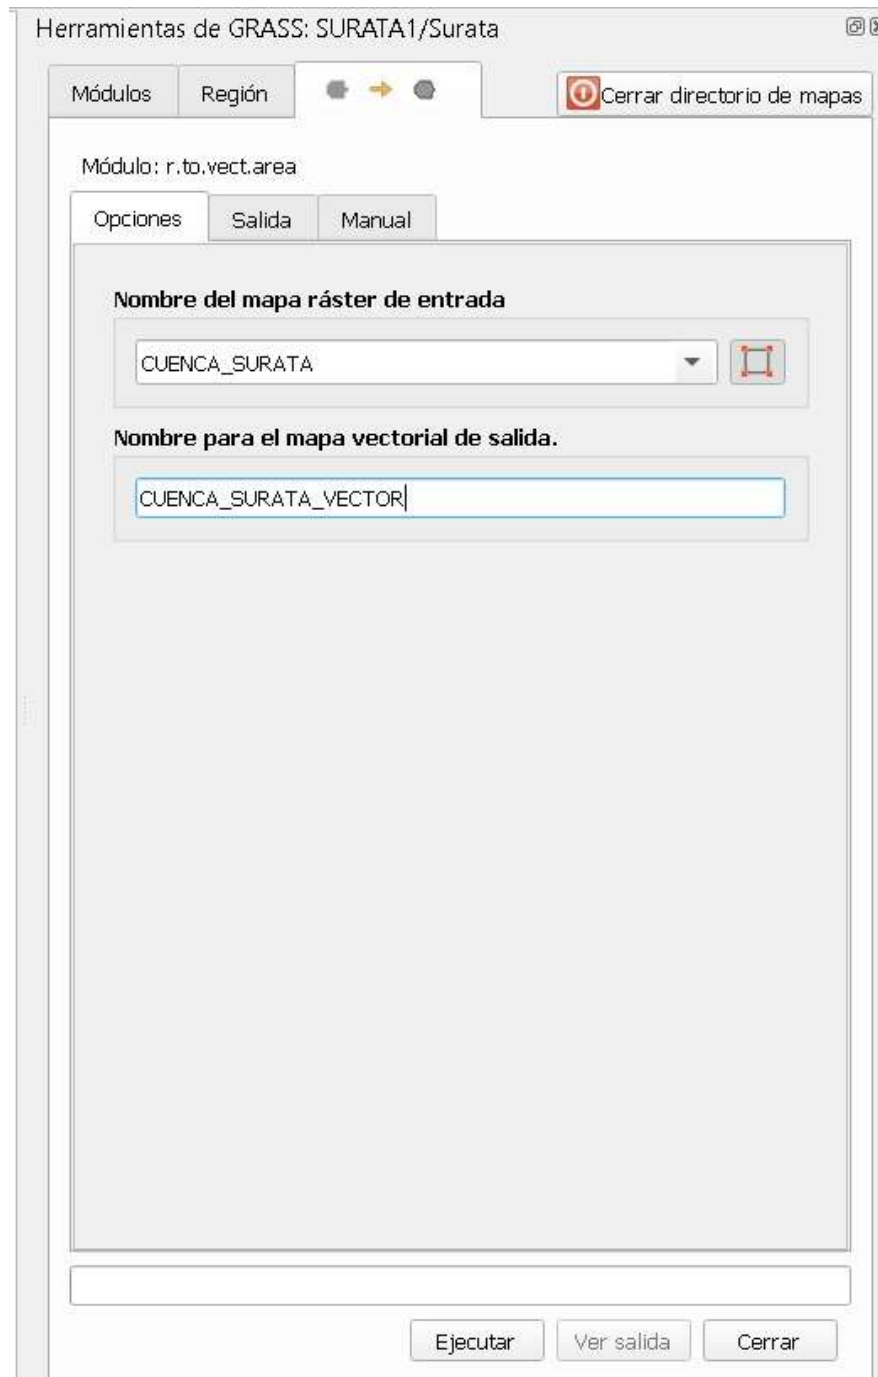 Herramientas de GRASS: SURATA1/Surata
Módulos Región Cerrar directorio de mapas
Módulo: r.to.vect.area
Opciones Salida Manual
Nombre del mapa ráster de entrada
CUENCA_SURATA
Nombre para el mapa vectorial de salida.
CUENCA_SURATA_VECTOR
Ejecutar Ver salida Cerrar